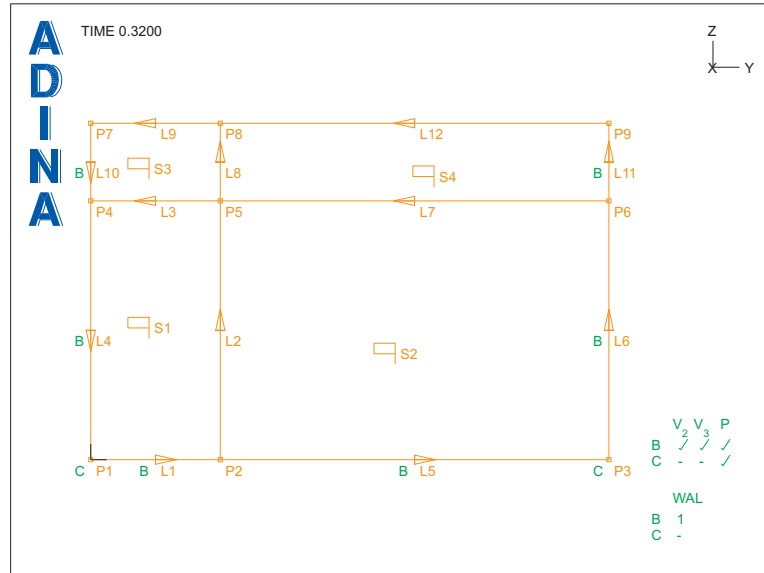 ADINA
TIME 0.3200
Z
X Y
P7 L9 P8 L12 P9
B L10 S3 L8 S4 B L11
P4 L3 P5 L7 P6
S1
B L4 L2 S2 B L6
C P1 B L1 P2 B L5 C P3
V2 V3 P
B ✓ ✓ ✓
C - - ✓
WAL
B 1
C -